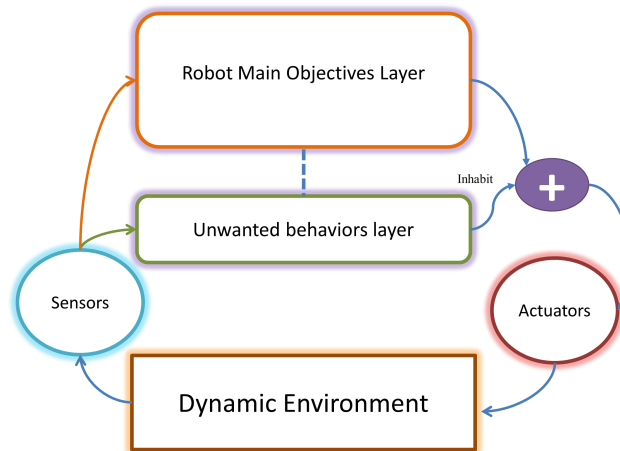 Robot Main Objectives Layer
Inhabit
+
Unwanted behaviors layer
Sensors
Actuators
Dynamic Environment